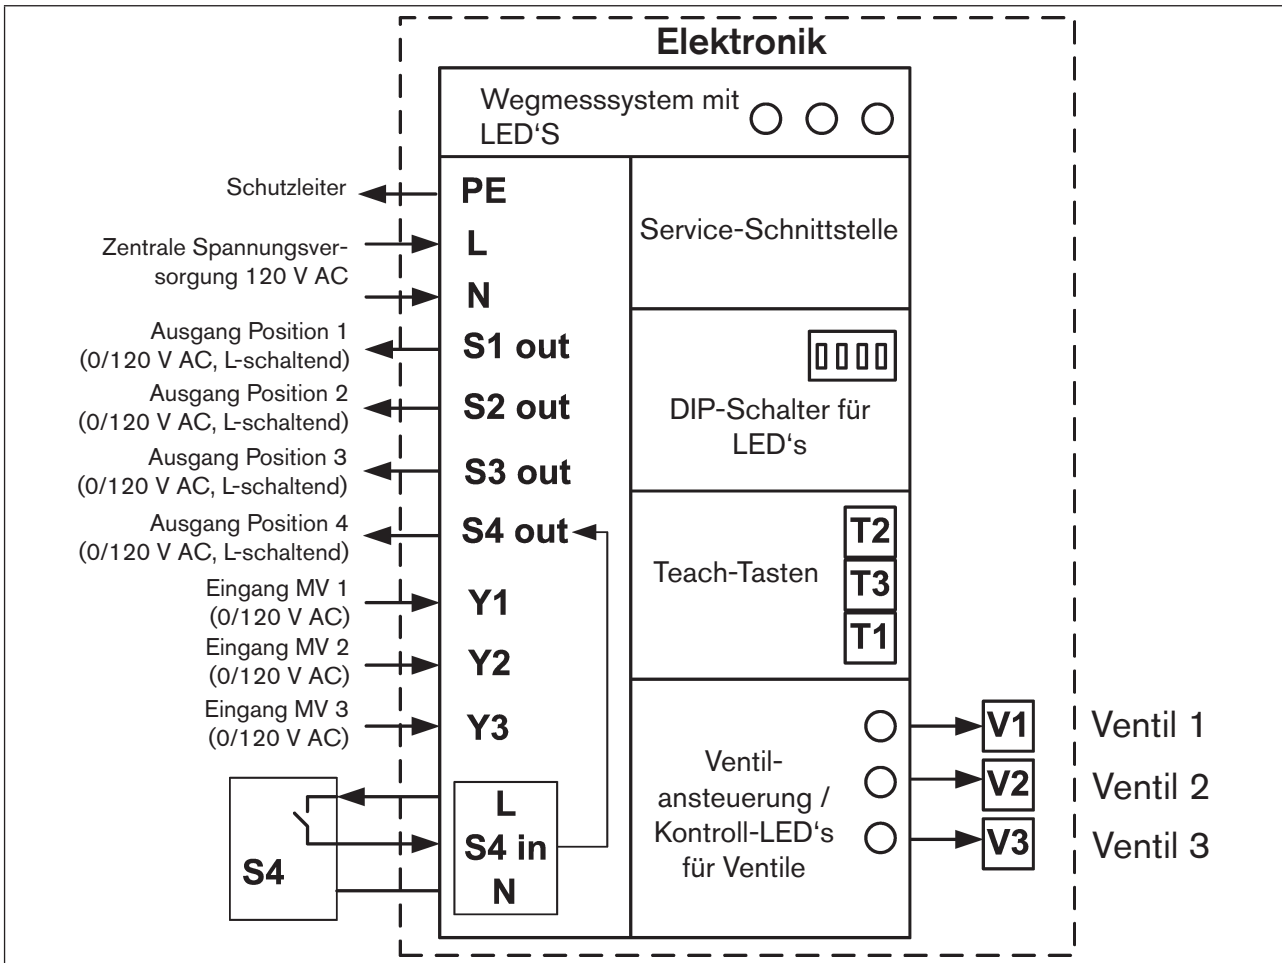 Elektronik
Wegmesssystem mit
LED‘S
Schutzleiter
PE
Zentrale Spannungsver-
sorgung 120 V AC
L
N
Ausgang Position 1
(0/120 V AC, L-schaltend)
S1 out
Ausgang Position 2
(0/120 V AC, L-schaltend)
S2 out
Ausgang Position 3
(0/120 V AC, L-schaltend)
S3 out
Ausgang Position 4
(0/120 V AC, L-schaltend)
S4 out
Eingang MV 1
(0/120 V AC)
Y1
Eingang MV 2
(0/120 V AC)
Y2
Eingang MV 3
(0/120 V AC)
Y3
S4
L
S4 in
N
Service-Schnittstelle
DIP-Schalter für
LED‘s
Teach-Tasten
T2
T3
T1
Ventil-
ansteuerung /
Kontroll-LED‘s
für Ventile
V1
Ventil 1
V2
Ventil 2
V3
Ventil 3